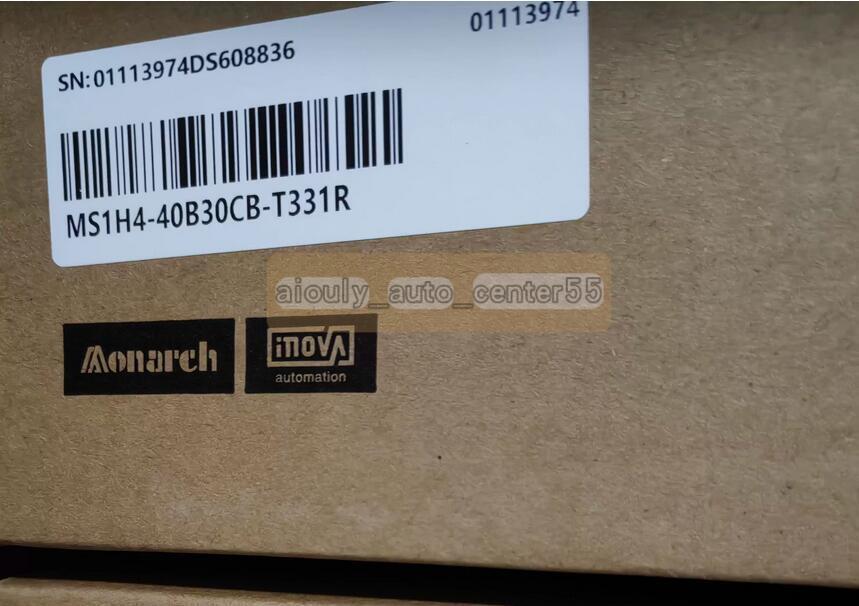 01113974
SN:01113974DS608836
MS1H4-40B30CB-T331R
aiouly_auto_center55
Monarch
inovA
automation